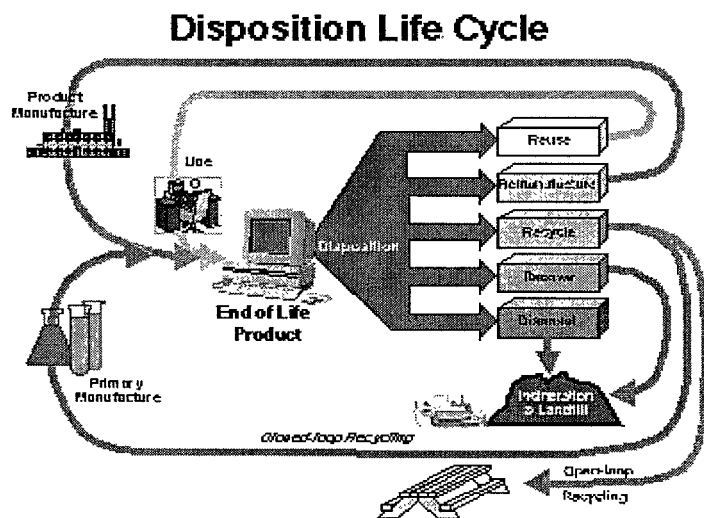 Disposition Life Cycle
Product
Manufacture
Use
Reuse
Remanufacture
Recycle
Disposition
Recover
Disposal
End of Life
Product
Primary
Manufacture
Incineration
& Landfill
Closed-loop Recycling
Open-loop
Recycling